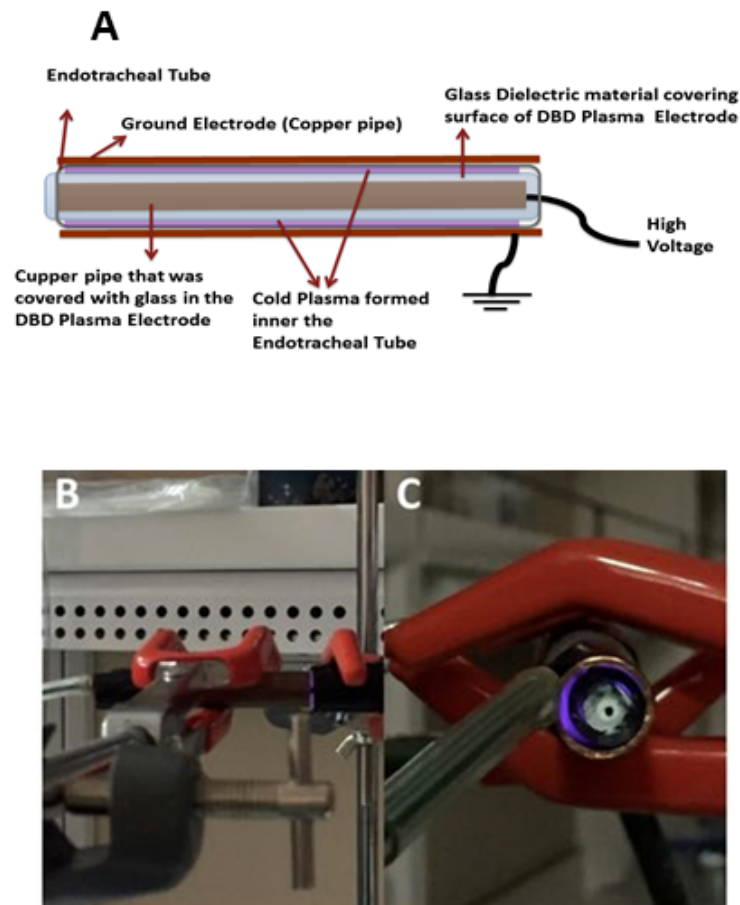 A
Endotracheal Tube
Glass Dielectric material covering
surface of DBD Plasma Electrode
Ground Electrode (Copper pipe)
High
Voltage
Cupper pipe that was
covered with glass in the
DBD Plasma Electrode
Cold Plasma formed
inner the
Endotracheal Tube
B
C